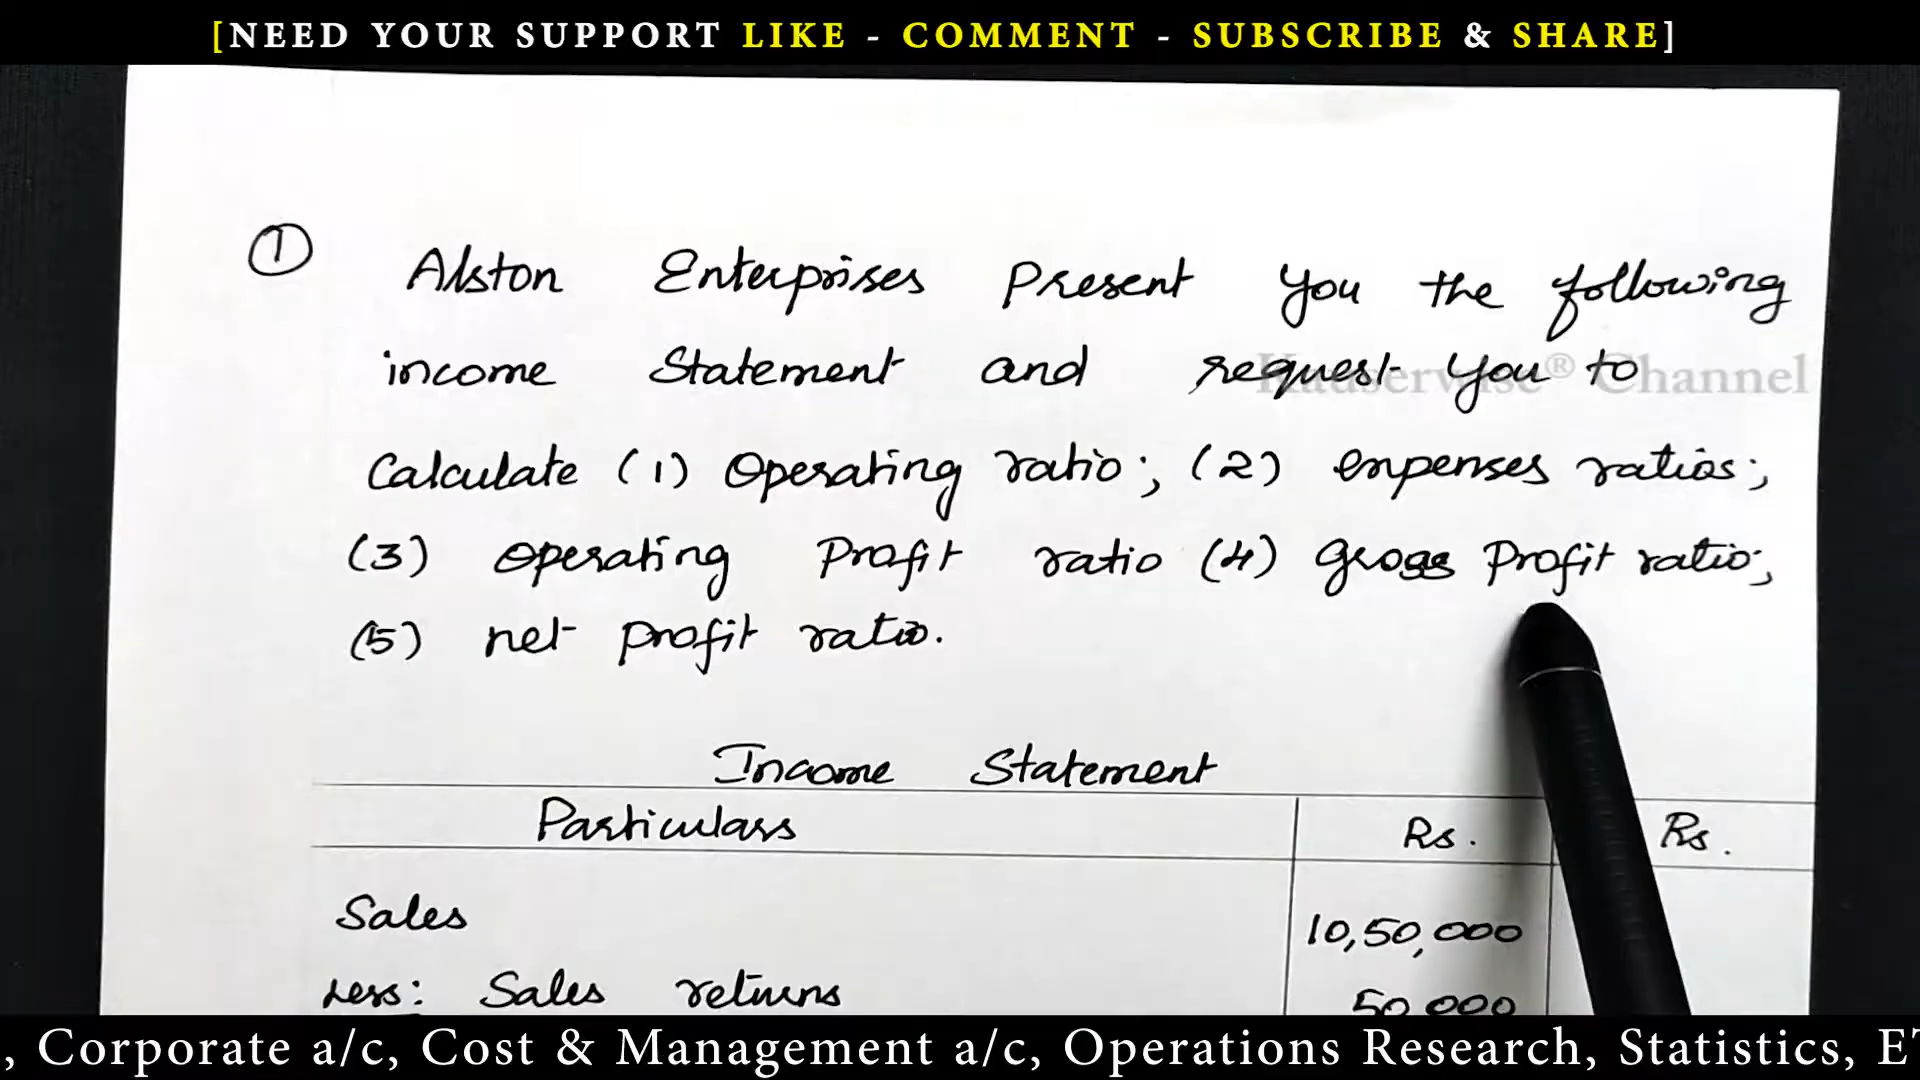 [NEED YOUR SUPPORT LIKE - COMMENT - SUBSCRIBE & SHARE]
1 Alston Enterprises Present You the following
income Statement and request You to
Kauserwise® Channel
Calculate (1) Operating ratio; (2) expenses ratios;
(3) Operating Profit ratio (4) Gross Profit ratio;
(5) net Profit ratio.
Income Statement
Particulars Rs. Rs.
Sales 10,50,000
Less: Sales returns 50,000
, Corporate a/c, Cost & Management a/c, Operations Research, Statistics, ET